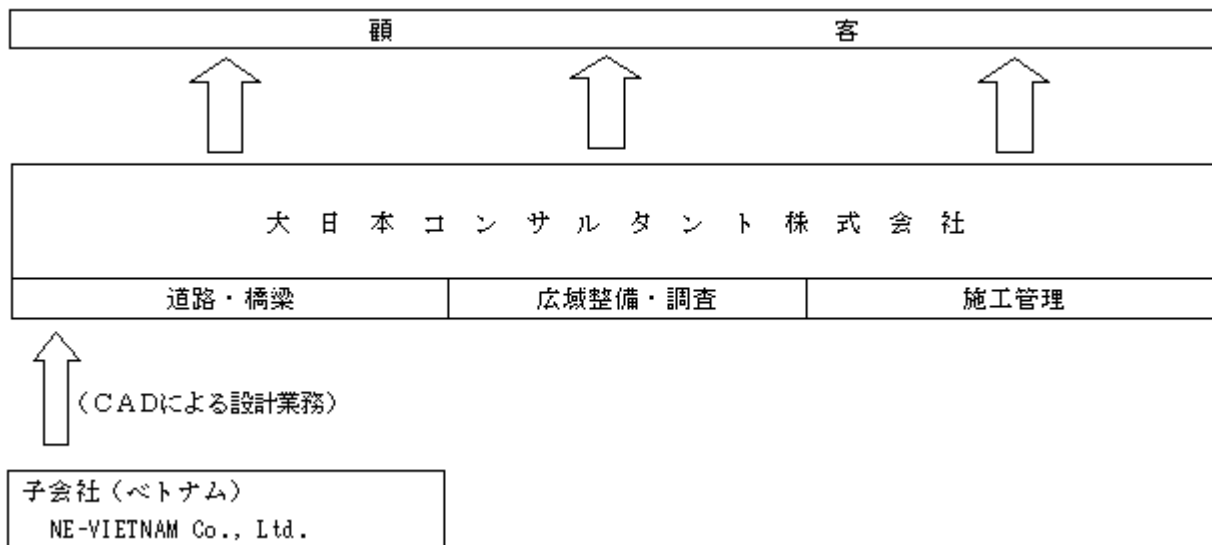 顧客
大日本コンサルタント株式会社
道路・橋梁
広域整備・調査
施工管理
（ＣＡＤによる設計業務）
子会社（ベトナム）
NE-VIETNAM Co., Ltd.